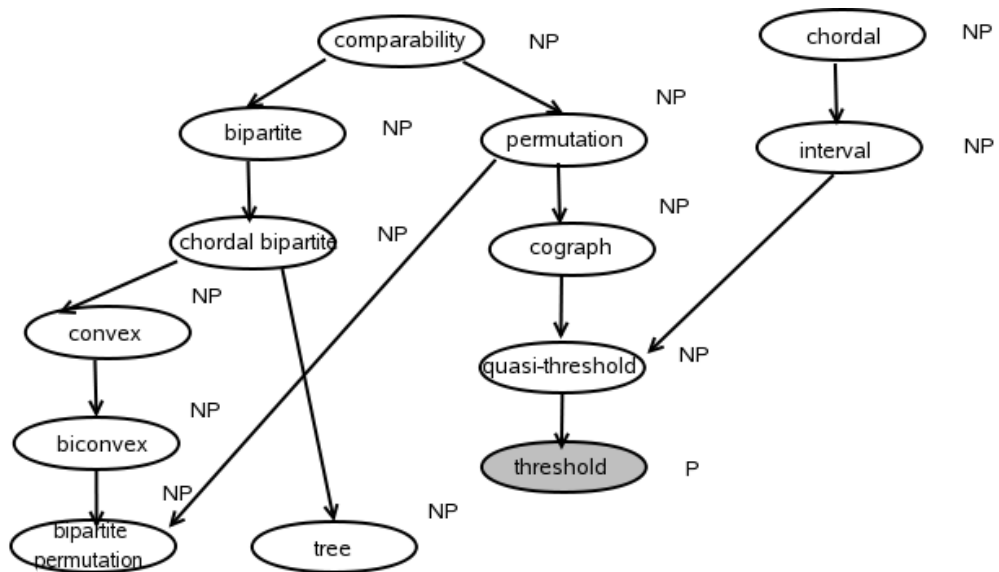 comparability NP
chordal NP
bipartite NP
permutation NP
interval NP
chordal bipartite NP
cograph NP
convex NP
quasi-threshold NP
biconvex NP
threshold P
bipartite
permutation NP
tree NP